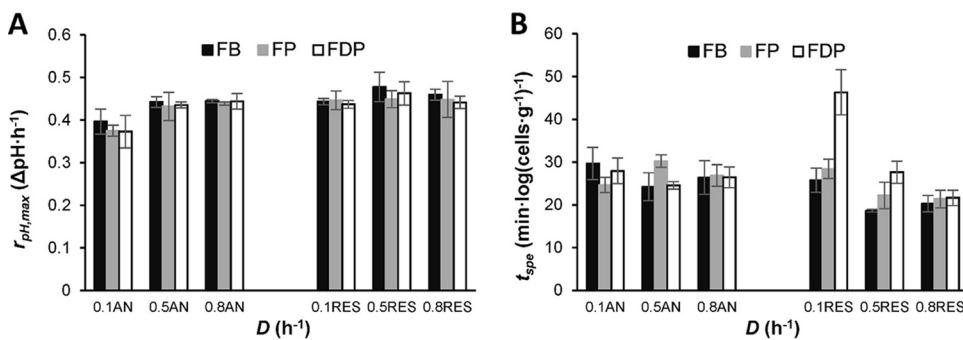 A
FB FP FDP
0.6
0.5
0.4
0.3
0.2
0.1
0
r_pH,max (ΔpH·h⁻¹)
0.1AN 0.5AN 0.8AN 0.1RES 0.5RES 0.8RES
D (h⁻¹)
B
FB FP FDP
60
50
40
30
20
10
0
t_spe (min·log(cells·g⁻¹)⁻¹)
0.1AN 0.5AN 0.8AN 0.1RES 0.5RES 0.8RES
D (h⁻¹)